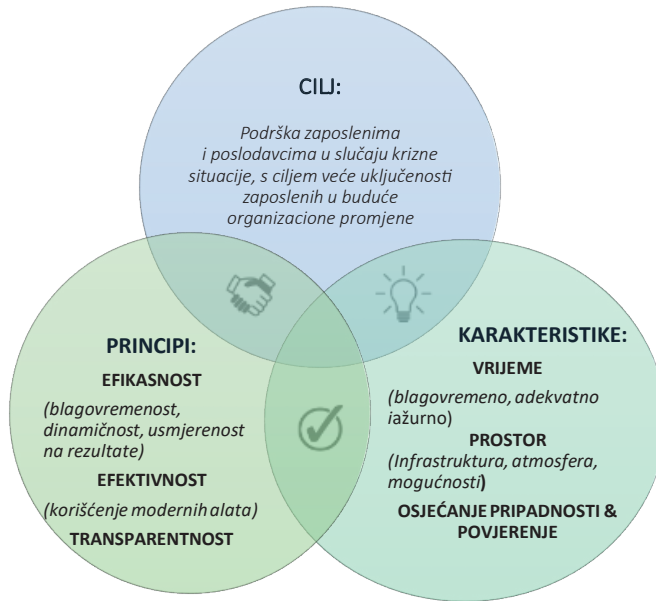 CILJ:
Podrška zaposlenima
i poslodavcima u slučaju krizne
situacije, s ciljem veće uključenosti
zaposlenih u buduće
organizacione promjene
PRINCIPI:
EFIKASNOST
(blagovremenost,
dinamičnost, usmjerenost
na rezultate)
EFEKTIVNOST
(korišćenje modernih alata)
TRANSPARENTNOST
KARAKTERISTIKE:
VRIJEME
(blagovremeno, adekvatno
iažurno)
PROSTOR
(Infrastruktura, atmosfera,
mogućnosti)
OSJEĆANJE PRIPADNOSTI &
POVJERENJE